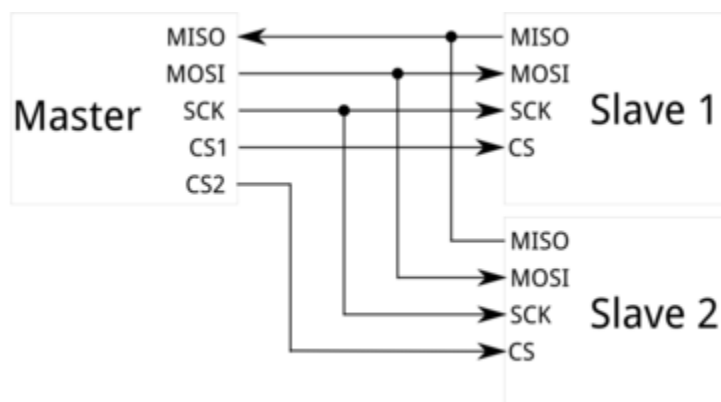 Master
MISO
MOSI
SCK
CS1
CS2
MISO
MOSI
SCK
CS
Slave 1
MISO
MOSI
SCK
CS
Slave 2